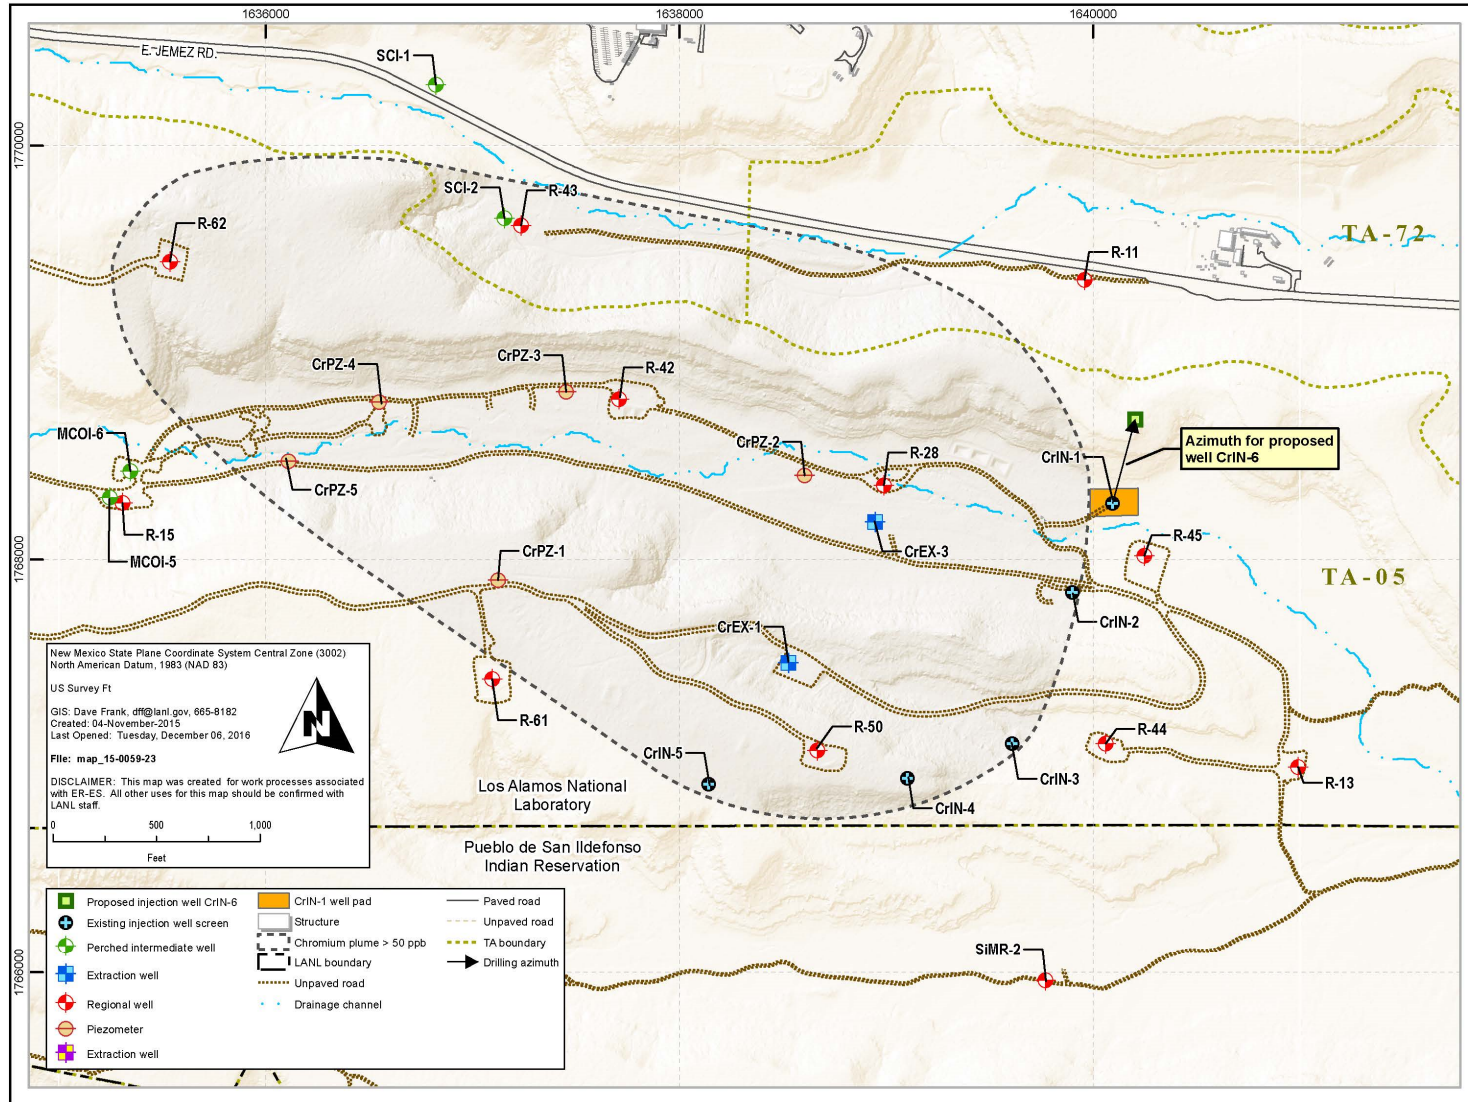 1636000
1638000
1640000
1770000
1768000
1766000
E. JEMEZ RD.
SCI-1
SCI-2
R-43
R-62
R-11
TA-72
CrPZ-4
CrPZ-3
R-42
MCOI-6
CrPZ-2
R-28
CrIN-1
Azimuth for proposed
well CrIN-6
CrPZ-5
R-15
MCOI-5
CrEX-3
R-45
CrPZ-1
TA-05
CrIN-2
CrEX-1
R-61
R-50
R-44
CrIN-5
CrIN-3
R-13
CrIN-4
Los Alamos National
Laboratory
Pueblo de San Ildefonso
Indian Reservation
SiMR-2
New Mexico State Plane Coordinate System Central Zone (3002)
North American Datum, 1983 (NAD 83)
US Survey Ft
GIS: Dave Frank, dff@lanl.gov, 665-8182
Created: 04-November-2015
Last Opened: Tuesday, December 06, 2016
File: map_15-0059-23
DISCLAIMER: This map was created for work processes associated
with ER-ES. All other uses for this map should be confirmed with
LANL staff.
N
0 500 1,000
Feet
Proposed injection well CrIN-6
Existing injection well screen
Perched intermediate well
Extraction well
Regional well
Piezometer
Extraction well
CrIN-1 well pad
Structure
Chromium plume > 50 ppb
LANL boundary
Unpaved road
Drainage channel
Paved road
Unpaved road
TA boundary
Drilling azimuth